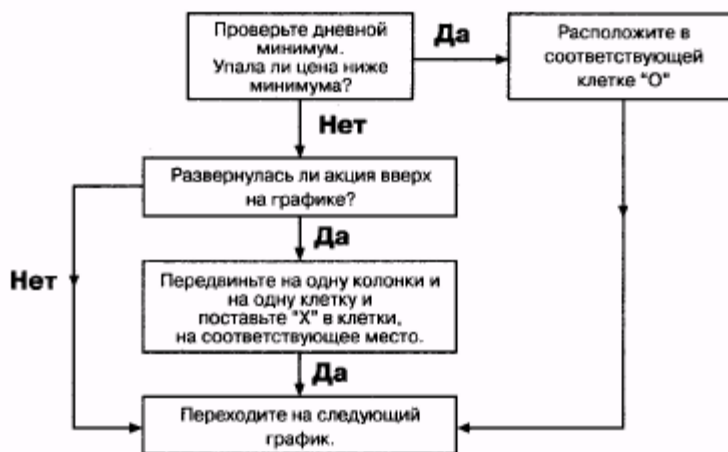 Проверьте дневной
минимум.
Упала ли цена ниже
минимума?
Да
Расположите в
соответствующей
клетке "О"
Нет
Развернулась ли акция вверх
на графике?
Да
Нет
Передвиньте на одну колонки и
на одну клетку и
поставьте "Х" в клетки,
на соответствующее место.
Да
Переходите на следующий
график.